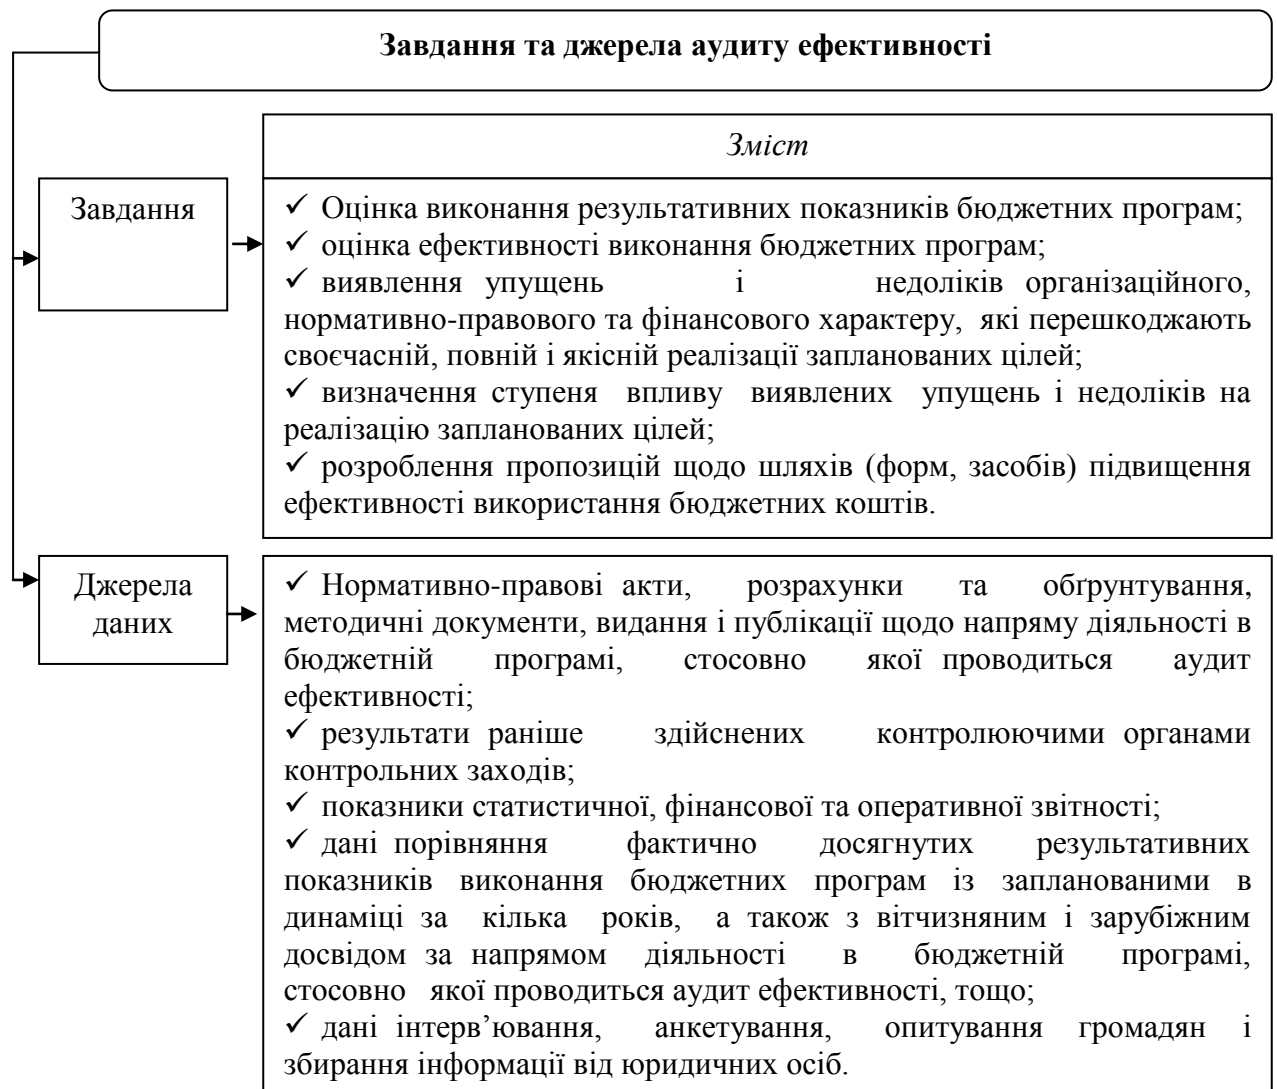 Завдання та джерела аудиту ефективності
Зміст
Завдання
✓ Оцінка виконання результативних показників бюджетних програм;
✓ оцінка ефективності виконання бюджетних програм;
✓ виявлення упущень і недоліків організаційного,
нормативно-правового та фінансового характеру, які перешкоджають
своєчасній, повній і якісній реалізації запланованих цілей;
✓ визначення ступеня впливу виявлених упущень і недоліків на
реалізацію запланованих цілей;
✓ розроблення пропозицій щодо шляхів (форм, засобів) підвищення
ефективності використання бюджетних коштів.
Джерела
даних
✓ Нормативно-правові акти, розрахунки та обґрунтування,
методичні документи, видання і публікації щодо напряму діяльності в
бюджетній програмі, стосовно якої проводиться аудит
ефективності;
✓ результати раніше здійснених контролюючими органами
контрольних заходів;
✓ показники статистичної, фінансової та оперативної звітності;
✓ дані порівняння фактично досягнутих результативних
показників виконання бюджетних програм із запланованими в
динаміці за кілька років, а також з вітчизняним і зарубіжним
досвідом за напрямом діяльності в бюджетній програмі,
стосовно якої проводиться аудит ефективності, тощо;
✓ дані інтерв’ювання, анкетування, опитування громадян і
збирання інформації від юридичних осіб.